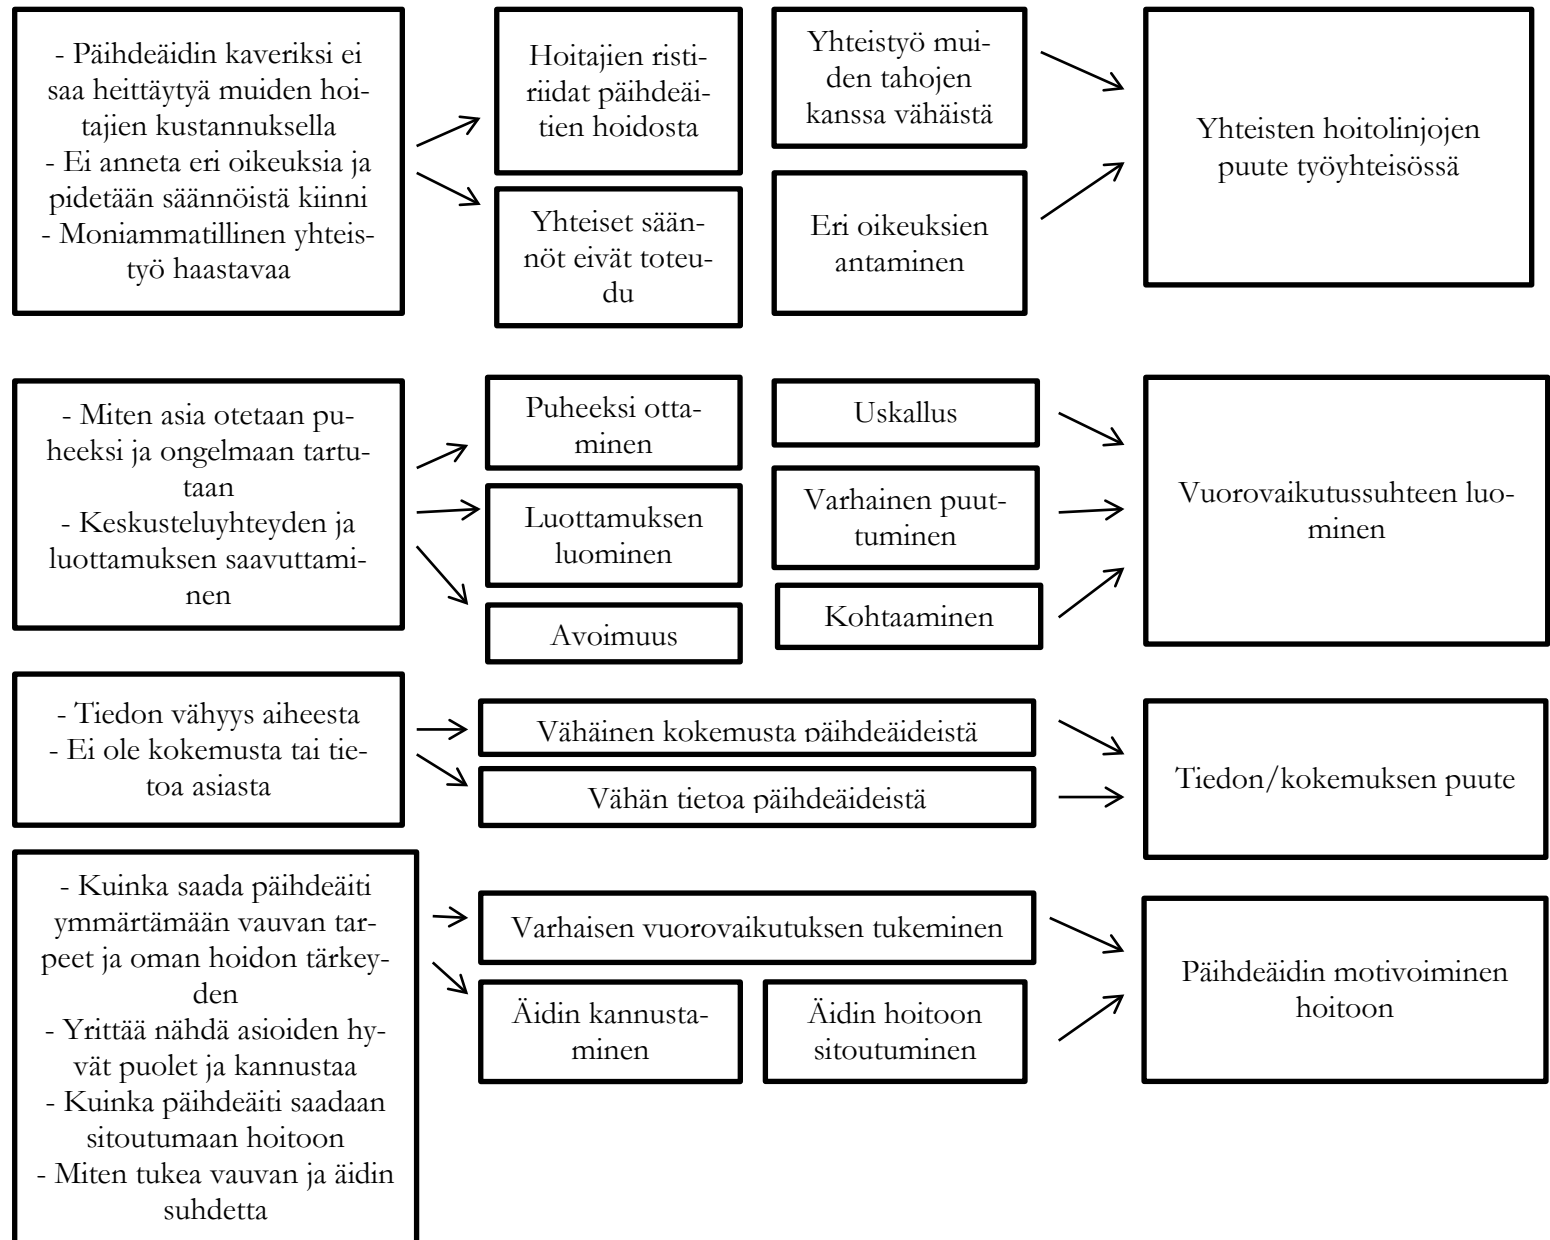 - Päihdeäidin kaveriksi ei
saa heittäytyä muiden hoi-
tajien kustannuksella
- Ei anneta eri oikeuksia ja
pidetään säännöistä kiinni
- Moniammatillinen yhteis-
työ haastavaa
Hoitajien risti-
riidat päihdeäi-
tien hoidosta
Yhteiset sään-
nöt eivät toteu-
du
Yhteistyö mui-
den tahojen
kanssa vähäistä
Eri oikeuksien
antaminen
Yhteisten hoitolinjojen
puute työyhteisössä
- Miten asia otetaan pu-
heeksi ja ongelmaan tartu-
taan
- Keskusteluyhteyden ja
luottamuksen saavuttami-
nen
Puheeksi otta-
minen
Luottamuksen
luominen
Avoimuus
Uskallus
Varhainen puut-
tuminen
Kohtaaminen
Vuorovaikutussuhteen luo-
minen
- Tiedon vähyys aiheesta
- Ei ole kokemusta tai tie-
toa asiasta
Vähäinen kokemusta päihdeäideistä
Vähän tietoa päihdeäideistä
Tiedon/kokemuksen puute
- Kuinka saada päihdeäiti
ymmärtämään vauvan tar-
peet ja oman hoidon tärkey-
den
- Yrittää nähdä asioiden hy-
vät puolet ja kannustaa
- Kuinka päihdeäiti saadaan
sitoutumaan hoitoon
- Miten tukea vauvan ja äidin
suhdetta
Varhaisen vuorovaikutuksen tukeminen
Äidin kannusta-
minen
Äidin hoitoon
sitoutuminen
Päihdeäidin motivoiminen
hoitoon